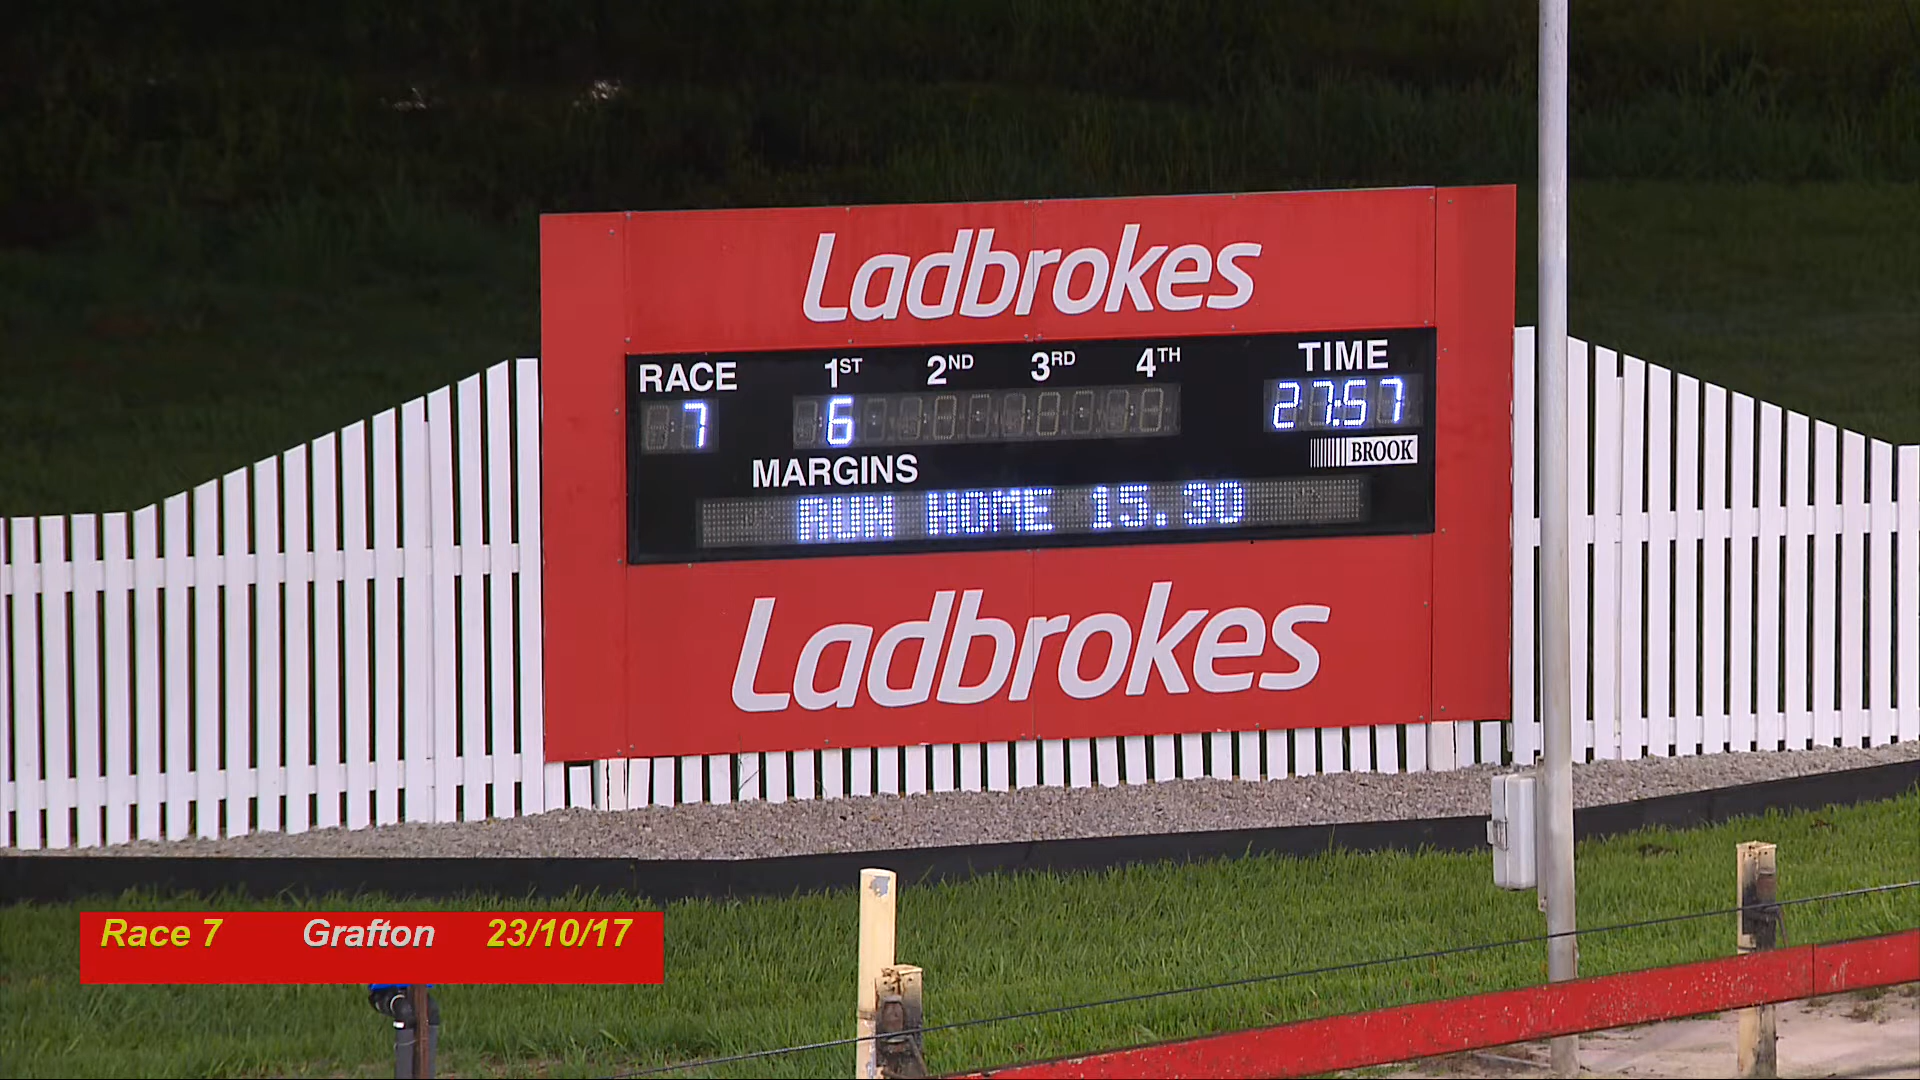 Ladbrokes
RACE 1ST 2ND 3RD 4TH TIME
7 6 27:57
BROOK
MARGINS
RUN HOME 15.30
Ladbrokes
Race 7 Grafton 23/10/17